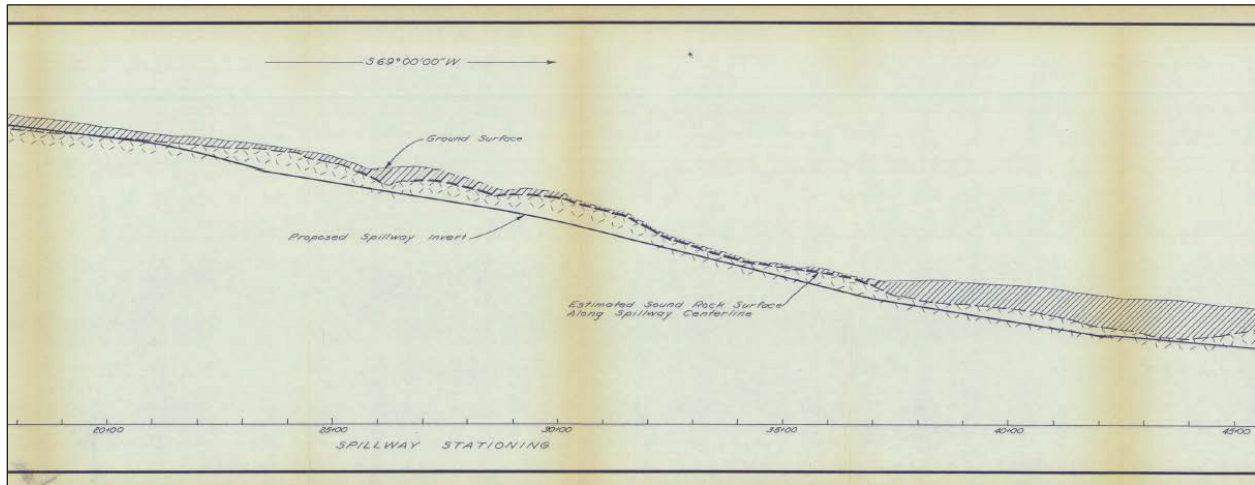 S 69°00'00" W
Ground Surface
Proposed Spillway Invert
Estimated Sound Rock Surface
Along Spillway Centerline
20+00 25+00 30+00 35+00 40+00 45+00
SPILLWAY STATIONING